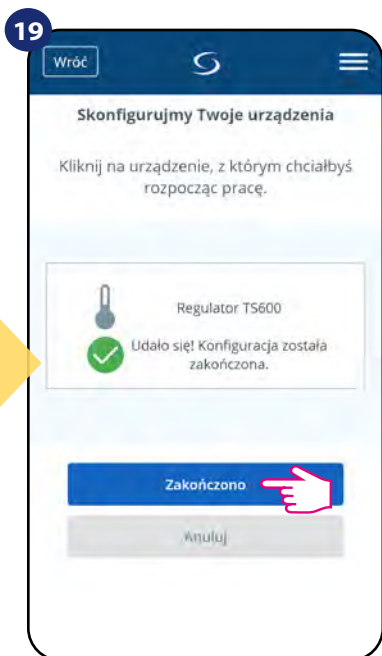 19
Wróć
Skonfigurujmy Twoje urządzenia
Kliknij na urządzenie, z którym chciałbyś
rozpocząc pracę.
Regulator TS600
Udało się! Konfiguracja została
zakończona.
Zakończono
Anuluj